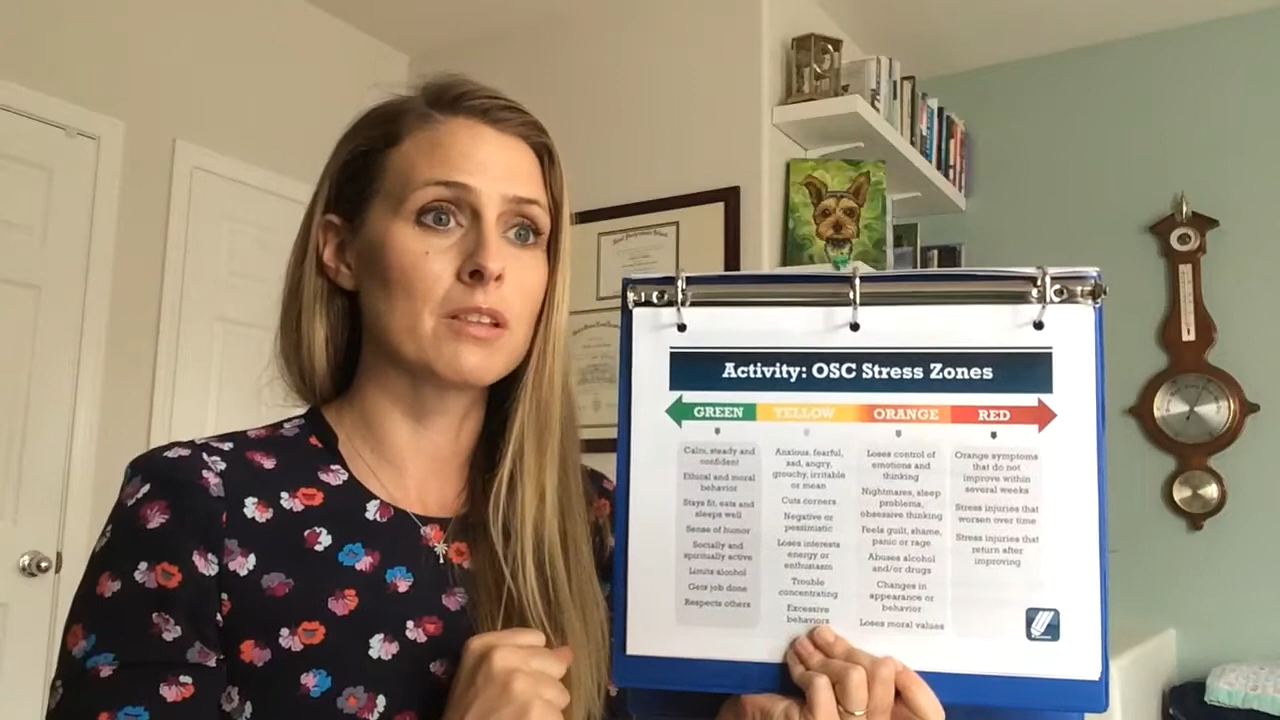 Activity: OSC Stress Zones
GREEN
YELLOW
ORANGE
RED
Calm, steady and
confident
Ethical and moral
behavior
Stays fit, eats and
sleeps well
Sense of humor
Socially and
spiritually active
Limits alcohol
Gets job done
Respects others
Anxious, fearful,
sad, angry,
grouchy, irritable
or mean
Cuts corners
Negative or
pessimistic
Loses interests
energy or
enthusiasm
Trouble
concentrating
Excessive
behaviors
Loses control of
emotions and
thinking
Nightmares, sleep
problems,
obsessive thinking
Feels guilt, shame,
panic or rage
Abuses alcohol
and/or drugs
Changes in
appearance or
behavior
Loses moral values
Orange symptoms
that do not
improve within
several weeks
Stress injuries that
worsen over time
Stress injuries that
return after
improving